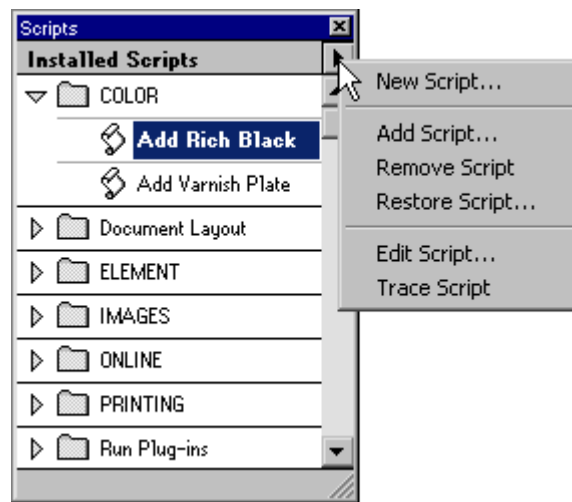 Scripts
Installed Scripts
COLOR
Add Rich Black
Add Varnish Plate
Document Layout
ELEMENT
IMAGES
ONLINE
PRINTING
Run Plug-ins
New Script...
Add Script...
Remove Script
Restore Script...
Edit Script...
Trace Script